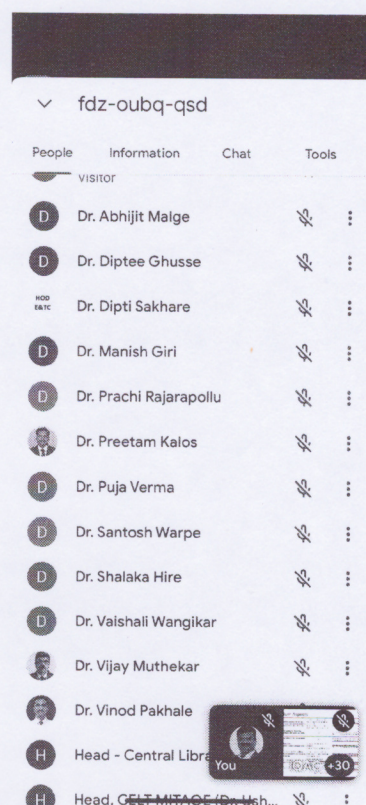 fdz-oubq-qsd
People Information Chat Tools
Visitor
D Dr. Abhijit Malge
D Dr. Diptee Ghusse
HOD
E&TC
Dr. Dipti Sakhare
D Dr. Manish Giri
D Dr. Prachi Rajarapollu
Dr. Preetam Kalos
D Dr. Puja Verma
D Dr. Santosh Warpe
D Dr. Shalaka Hire
D Dr. Vaishali Wangikar
Dr. Vijay Muthekar
Dr. Vinod Pakhale
H Head - Central Libra
You +30
H Head, CELT MITAOE (Dr. Ush...